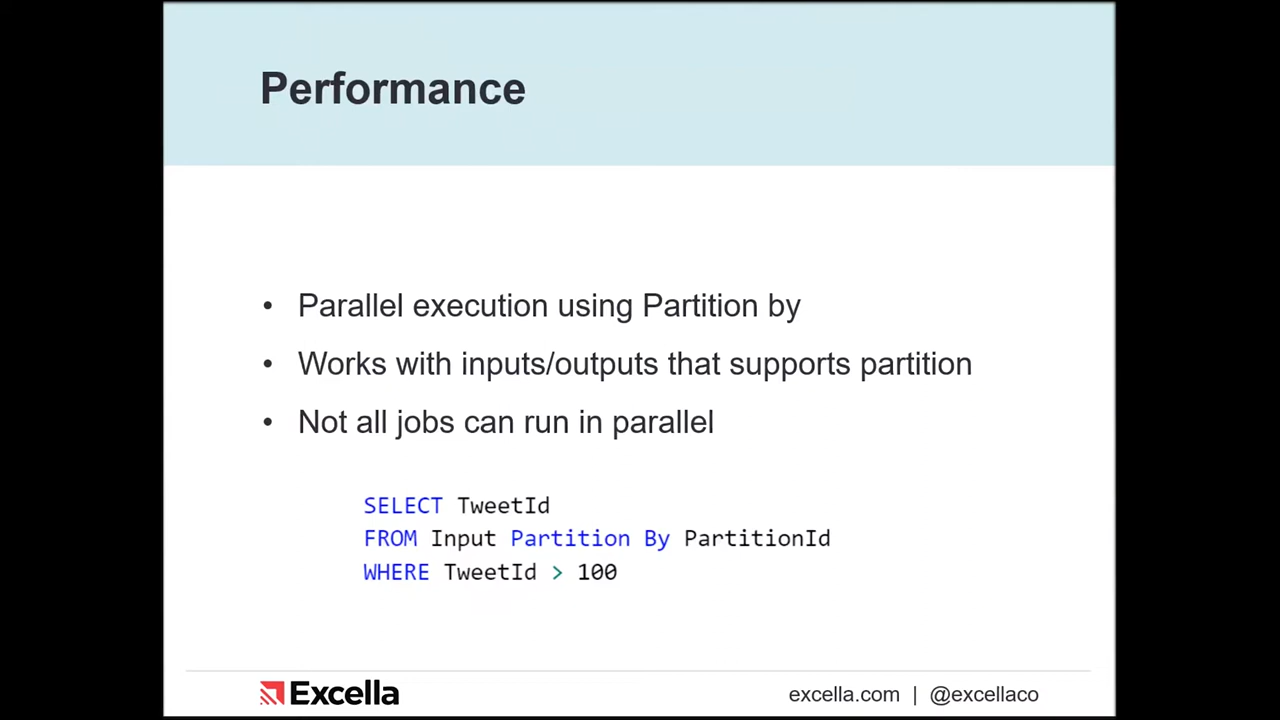 Performance
• Parallel execution using Partition by
• Works with inputs/outputs that supports partition
• Not all jobs can run in parallel
SELECT TweetId
FROM Input Partition By PartitionId
WHERE TweetId > 100
Excella
excella.com | @excellaco